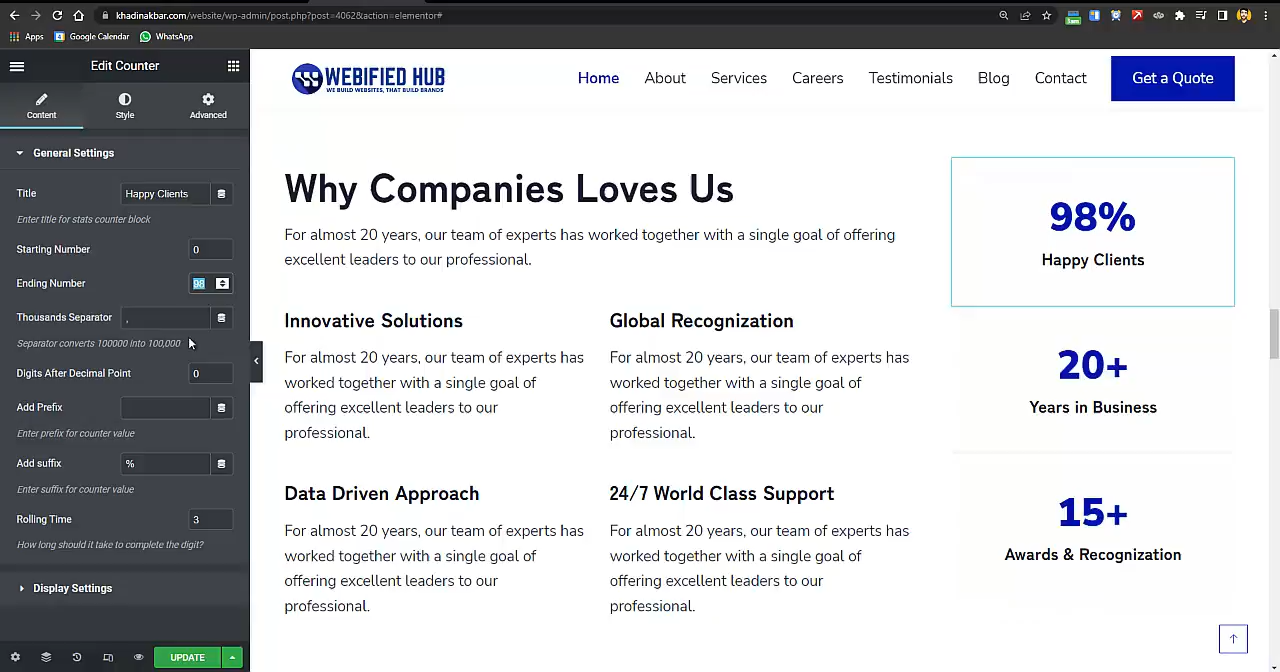 khadinakbar.com/website/wp-admin/post.php?post=4062&action=elementor#
Apps
Google Calendar
WhatsApp
Edit Counter
Content
Style
Advanced
General Settings
Title
Happy Clients
Enter title for stats counter block
Starting Number
0
Ending Number
98
Thousands Separator
,
Separator converts 100000 into 100,000
Digits After Decimal Point
0
Add Prefix
Enter prefix for counter value
Add suffix
%
Enter suffix for counter value
Rolling Time
3
How long should it take to complete the digit?
Display Settings
UPDATE
WEBIFIED HUB
WE BUILD WEBSITES, THAT BUILD BRANDS
Home
About
Services
Careers
Testimonials
Blog
Contact
Get a Quote
Why Companies Loves Us
For almost 20 years, our team of experts has worked together with a single goal of offering
excellent leaders to our professional.
Innovative Solutions
For almost 20 years, our team of experts has
worked together with a single goal of
offering excellent leaders to our
professional.
Global Recognization
For almost 20 years, our team of experts has
worked together with a single goal of
offering excellent leaders to our
professional.
Data Driven Approach
For almost 20 years, our team of experts has
worked together with a single goal of
offering excellent leaders to our
professional.
24/7 World Class Support
For almost 20 years, our team of experts has
worked together with a single goal of
offering excellent leaders to our
professional.
98%
Happy Clients
20+
Years in Business
15+
Awards & Recognization